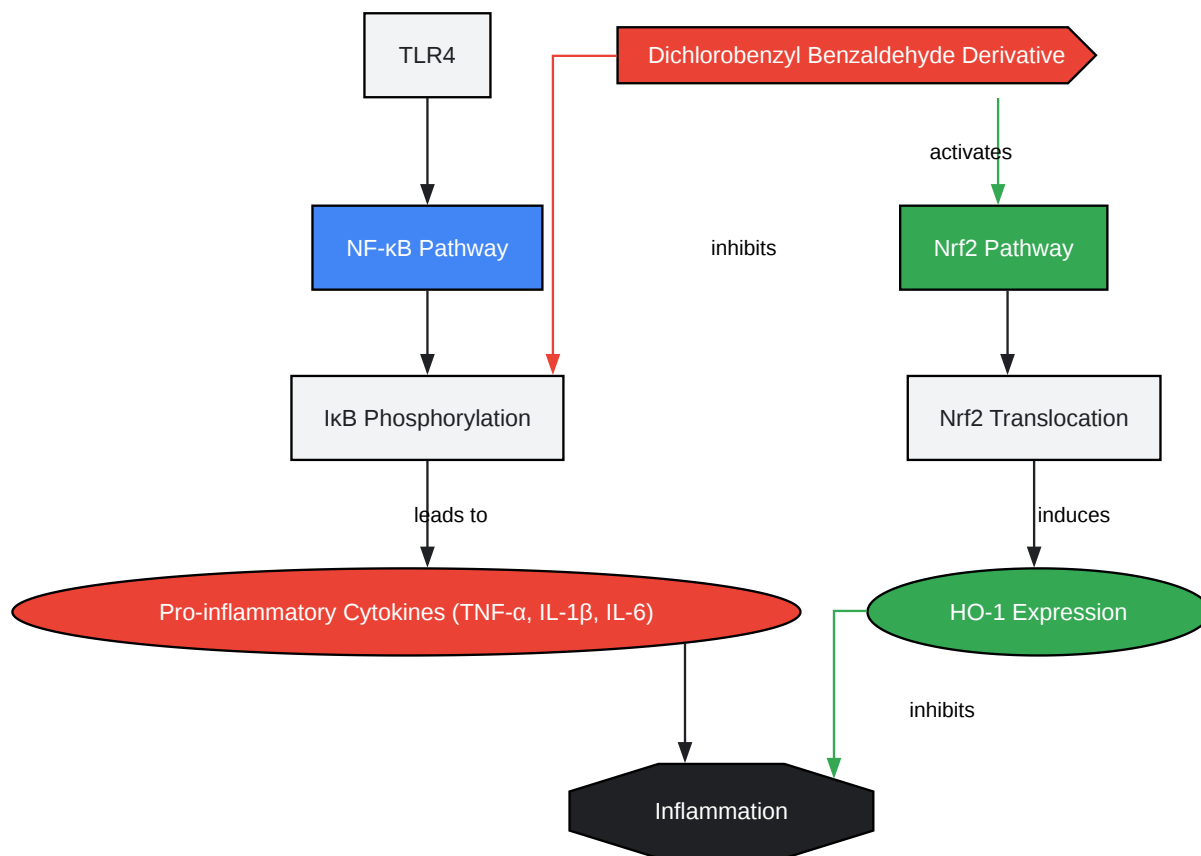 TLR4
Dichlorobenzyl Benzaldehyde Derivative
activates
NF-κB Pathway
inhibits
Nrf2 Pathway
IκB Phosphorylation
Nrf2 Translocation
leads to
induces
Pro-inflammatory Cytokines (TNF-α, IL-1β, IL-6)
HO-1 Expression
inhibits
Inflammation